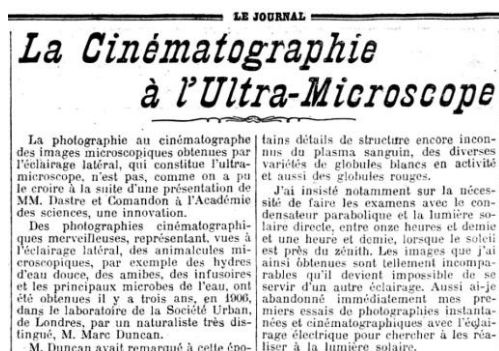 LE JOURNAL
La Cinématographie
à l'Ultra-Microscope
La photographie au cinématographe
des images microscopiques obtenues par
l'éclairage latéral, qui constitue l'ultra-
microscope, n'est pas, comme on a pu
le croire à la suite d'une présentation de
MM. Dastre et Comandon à l'Académie
des sciences, une innovation.
Des photographies cinématographi-
ques merveilleuses, représentant, vues à
l'éclairage latéral, des animalcules mi-
croscopiques, par exemple des hydres
d'eau douce, des amibes, des infusoires
et les principaux microbes de l'eau, ont
été obtenues il y a trois ans, en 1906,
dans le laboratoire de la Société Urban,
de Londres, par un naturaliste très dis-
tingué, M. Marc Duncan.
M. Duncan avait remarqué à cette épo-
tains détails de structure encore incon-
nus du plasma sanguin, des diverses
variétés de globules blancs en activité
et aussi des globules rouges.
J'ai insisté notamment sur la néces-
sité de faire les examens avec le con-
densateur parabolique et la lumière so-
laire directe, entre onze heures et demie
et une heure et demie, lorsque le soleil
est près du zénith. Les images que j'ai
ainsi obtenues sont tellement incompa-
rables qu'il devient impossible de se
servir d'un autre éclairage. Aussi ai-je
abandonné immédiatement mes pre-
miers essais de photographies instanta-
nées et cinématographiques avec l'éclai-
rage électrique pour chercher à les réa-
liser à la lumière solaire.